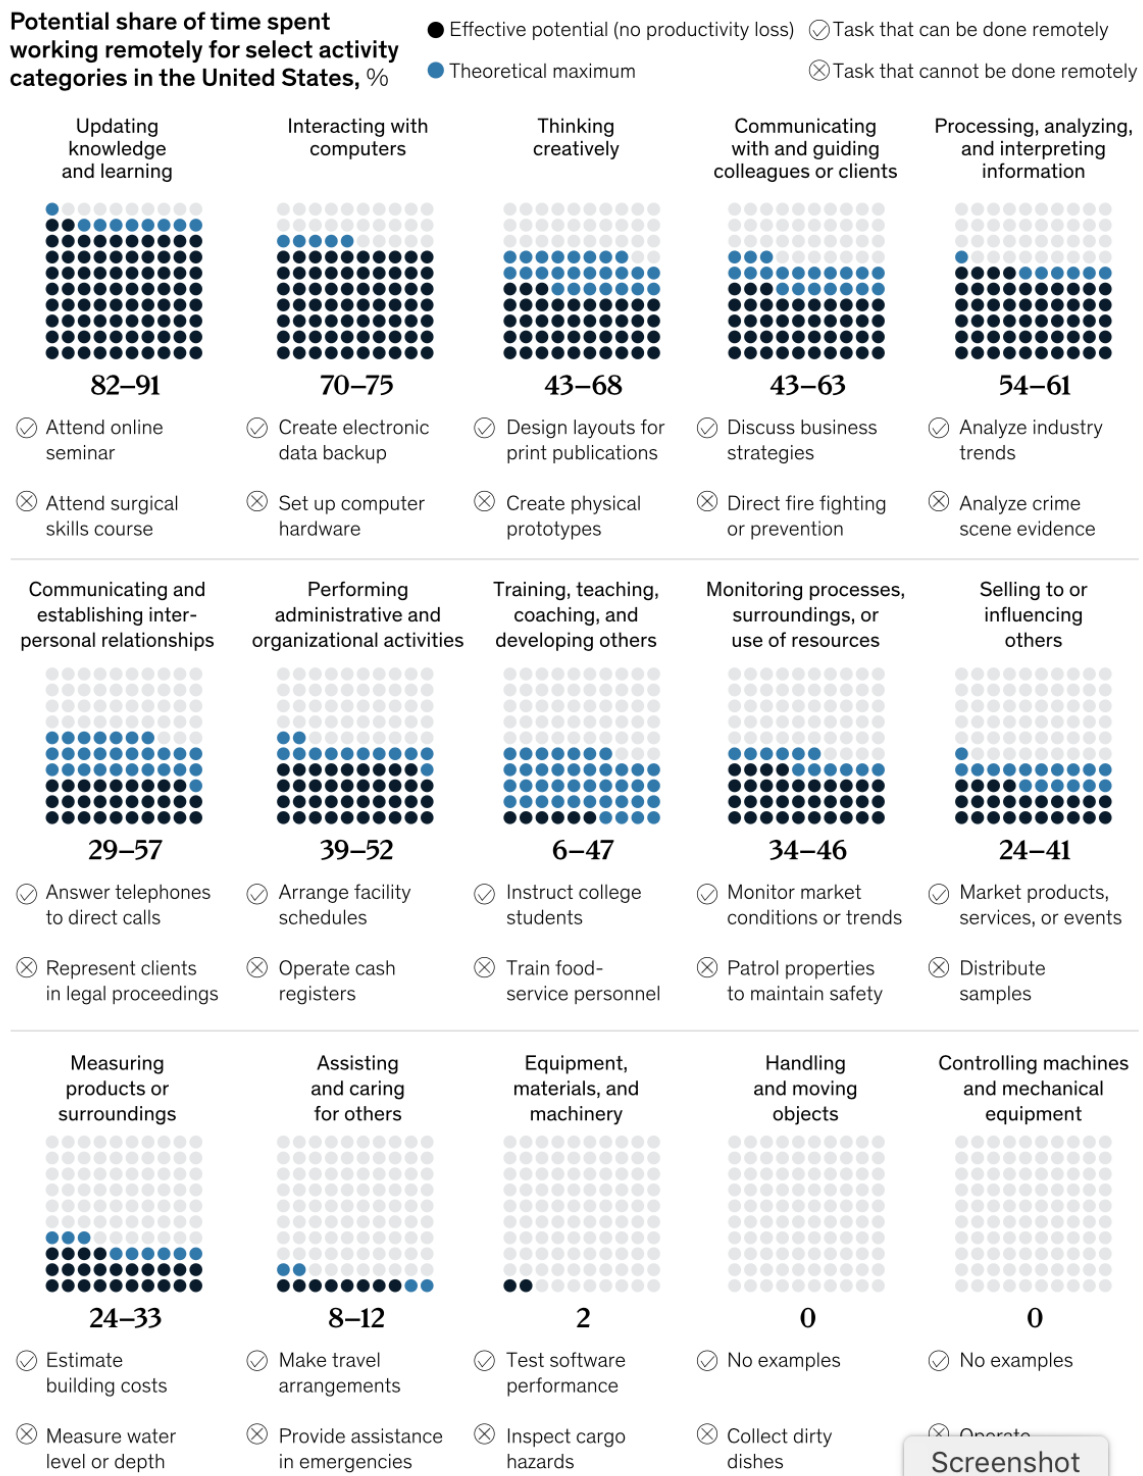 Potential share of time spent
working remotely for select activity
categories in the United States, %
Effective potential (no productivity loss)
Theoretical maximum
Task that can be done remotely
Task that cannot be done remotely
Updating
knowledge
and learning
82–91
Attend online
seminar
Attend surgical
skills course
Interacting with
computers
70–75
Create electronic
data backup
Set up computer
hardware
Thinking
creatively
43–68
Design layouts for
print publications
Create physical
prototypes
Communicating
with and guiding
colleagues or clients
43–63
Discuss business
strategies
Direct fire fighting
or prevention
Processing, analyzing,
and interpreting
information
54–61
Analyze industry
trends
Analyze crime
scene evidence
Communicating and
establishing inter-
personal relationships
29–57
Answer telephones
to direct calls
Represent clients
in legal proceedings
Performing
administrative and
organizational activities
39–52
Arrange facility
schedules
Operate cash
registers
Training, teaching,
coaching, and
developing others
6–47
Instruct college
students
Train food-
service personnel
Monitoring processes,
surroundings, or
use of resources
34–46
Monitor market
conditions or trends
Patrol properties
to maintain safety
Selling to or
influencing
others
24–41
Market products,
services, or events
Distribute
samples
Measuring
products or
surroundings
24–33
Estimate
building costs
Measure water
level or depth
Assisting
and caring
for others
8–12
Make travel
arrangements
Provide assistance
in emergencies
Equipment,
materials, and
machinery
2
Test software
performance
Inspect cargo
hazards
Handling
and moving
objects
0
No examples
Collect dirty
dishes
Controlling machines
and mechanical
equipment
0
No examples
Operate
Screenshot